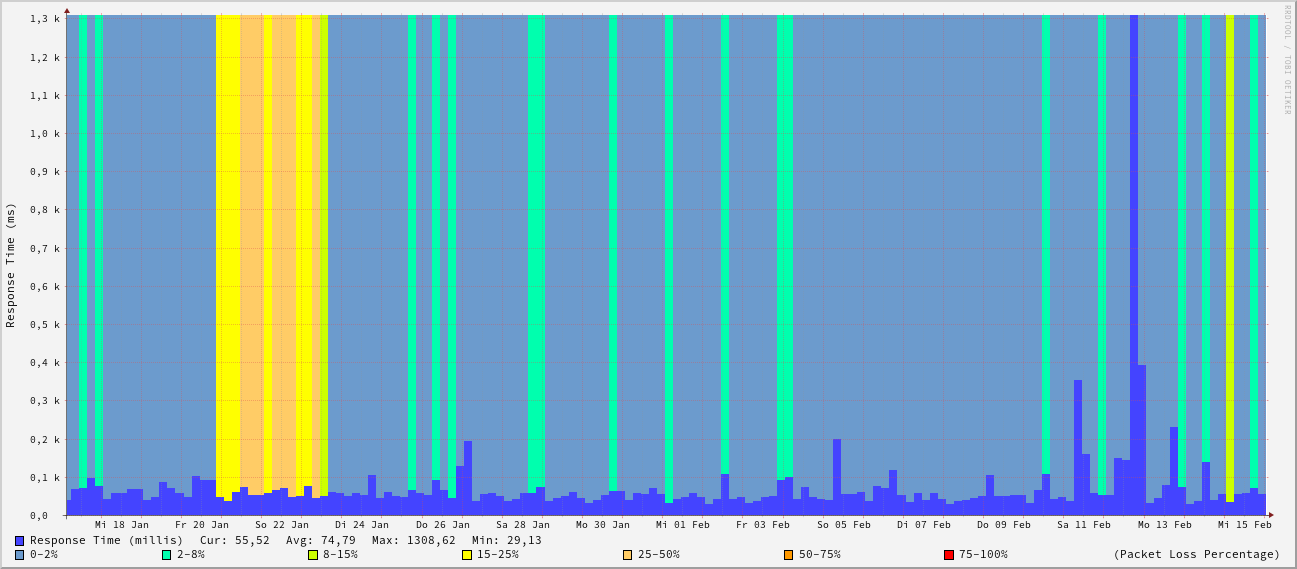 RRDTOOL / TOBI OETIKER
Response Time (ms)
1,3 k
1,2 k
1,1 k
1,0 k
0,9 k
0,8 k
0,7 k
0,6 k
0,5 k
0,4 k
0,3 k
0,2 k
0,1 k
0,0
Mi 18 Jan Fr 20 Jan So 22 Jan Di 24 Jan Do 26 Jan Sa 28 Jan Mo 30 Jan Mi 01 Feb Fr 03 Feb So 05 Feb Di 07 Feb Do 09 Feb Sa 11 Feb Mo 13 Feb Mi 15 Feb
Response Time (millis) Cur: 55,52 Avg: 74,79 Max: 1308,62 Min: 29,13
0-2% 2-8% 8-15% 15-25% 25-50% 50-75% 75-100% (Packet Loss Percentage)